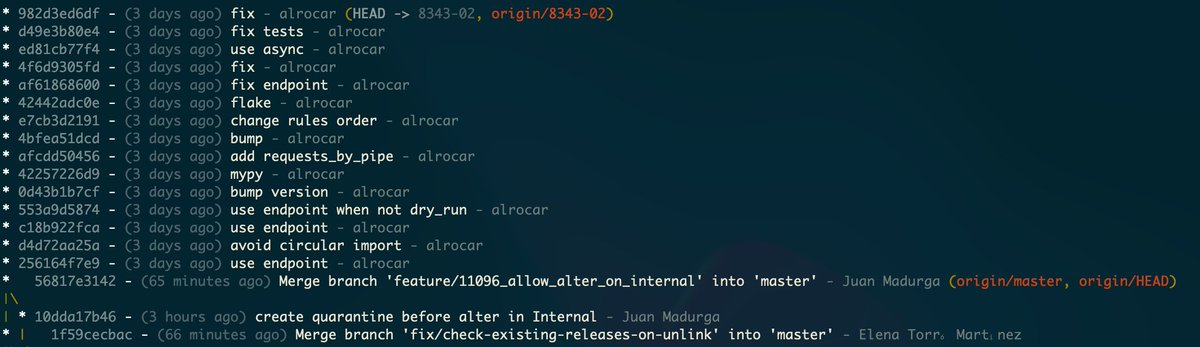 * 982d3ed6df - (3 days ago) fix - alrocar (HEAD -> 8343-02, origin/8343-02)
* d49e3b80e4 - (3 days ago) fix tests - alrocar
* ed81cb77f4 - (3 days ago) use async - alrocar
* 4f6d9305fd - (3 days ago) fix - alrocar
* af61868600 - (3 days ago) fix endpoint - alrocar
* 42442adc0e - (3 days ago) flake - alrocar
* e7cb3d2191 - (3 days ago) change rules order - alrocar
* 4bfea51dcd - (3 days ago) bump - alrocar
* afcdd50456 - (3 days ago) add requests_by_pipe - alrocar
* 42257226d9 - (3 days ago) mypy - alrocar
* 0d43b1b7cf - (3 days ago) bump version - alrocar
* 553a9d5874 - (3 days ago) use endpoint when not dry_run - alrocar
* c18b922fca - (3 days ago) use endpoint - alrocar
* d4d72aa25a - (3 days ago) avoid circular import - alrocar
* 256164f7e9 - (3 days ago) use endpoint - alrocar
*   56817e3142 - (65 minutes ago) Merge branch 'feature/11096_allow_alter_on_internal' into 'master' - Juan Madurga (origin/master, origin/HEAD)
|\
| * 10dda17b46 - (3 hours ago) create quarantine before alter in Internal - Juan Madurga
* |   1f59cecbac - (66 minutes ago) Merge branch 'fix/check-existing-releases-on-unlink' into 'master' - Elena